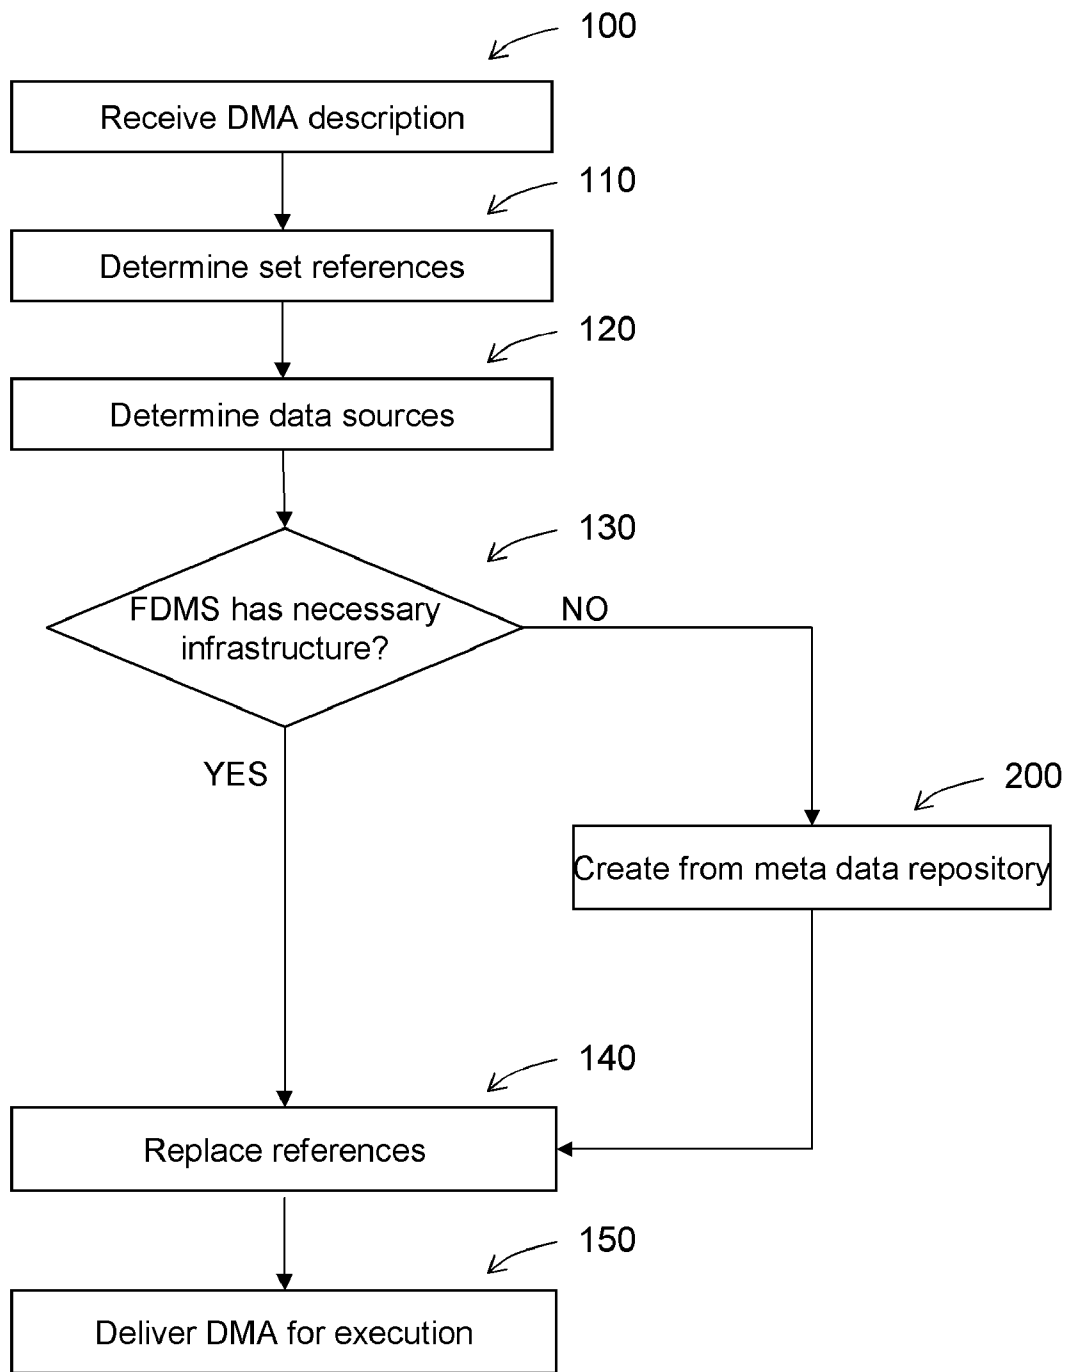 100
Receive DMA description
110
Determine set references
120
Determine data sources
130
FDMS has necessary
infrastructure?
NO
YES
200
Create from meta data repository
140
Replace references
150
Deliver DMA for execution